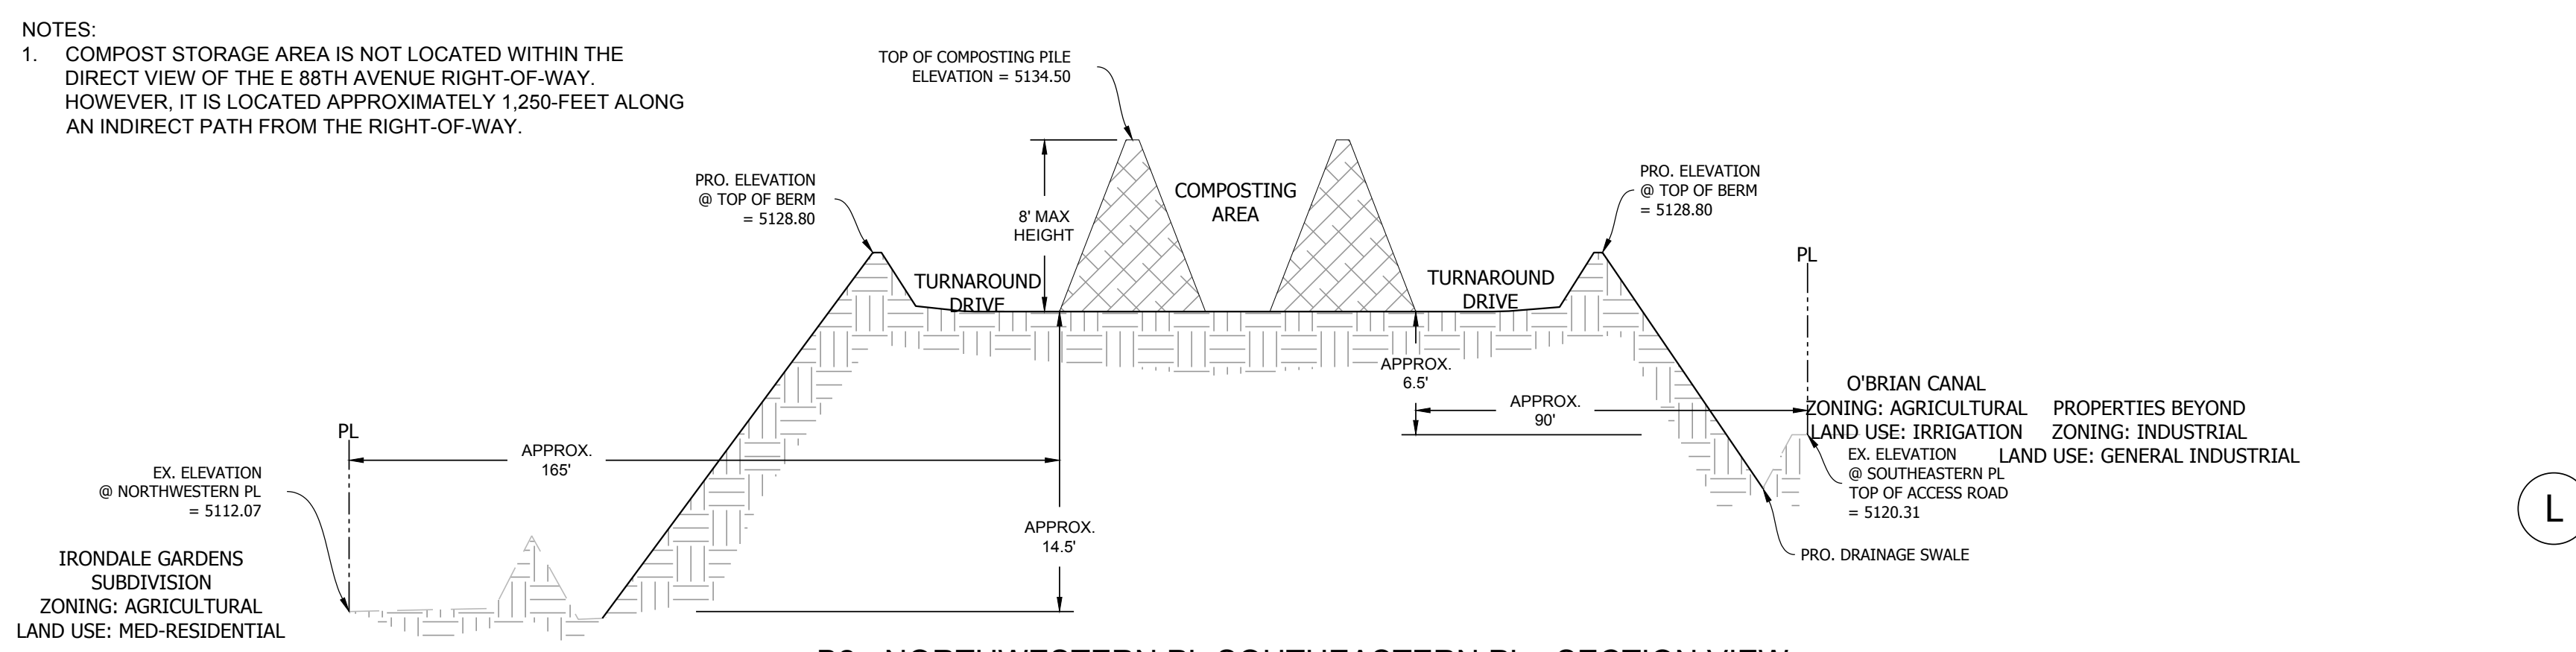 NOTES:
1. COMPOST STORAGE AREA IS NOT LOCATED WITHIN THE
DIRECT VIEW OF THE E 88TH AVENUE RIGHT-OF-WAY.
HOWEVER, IT IS LOCATED APPROXIMATELY 1,250-FEET ALONG
AN INDIRECT PATH FROM THE RIGHT-OF-WAY.
TOP OF COMPOSTING PILE
ELEVATION = 5134.50
PRO. ELEVATION
@ TOP OF BERM
= 5128.80
8' MAX
HEIGHT
COMPOSTING
AREA
PRO. ELEVATION
@ TOP OF BERM
= 5128.80
TURNAROUND
DRIVE
TURNAROUND
DRIVE
PL
APPROX.
6.5'
APPROX.
90'
O'BRIAN CANAL
ZONING: AGRICULTURAL
LAND USE: IRRIGATION
PROPERTIES BEYOND
ZONING: INDUSTRIAL
LAND USE: GENERAL INDUSTRIAL
EX. ELEVATION
@ SOUTHEASTERN PL
TOP OF ACCESS ROAD
= 5120.31
PRO. DRAINAGE SWALE
L
PL
APPROX.
165'
EX. ELEVATION
@ NORTHWESTERN PL
= 5112.07
APPROX.
14.5'
IRONDALE GARDENS
SUBDIVISION
ZONING: AGRICULTURAL
LAND USE: MED-RESIDENTIAL
NORTHWESTERN PL SOUTHEASTERN PL - SECTION VIEW